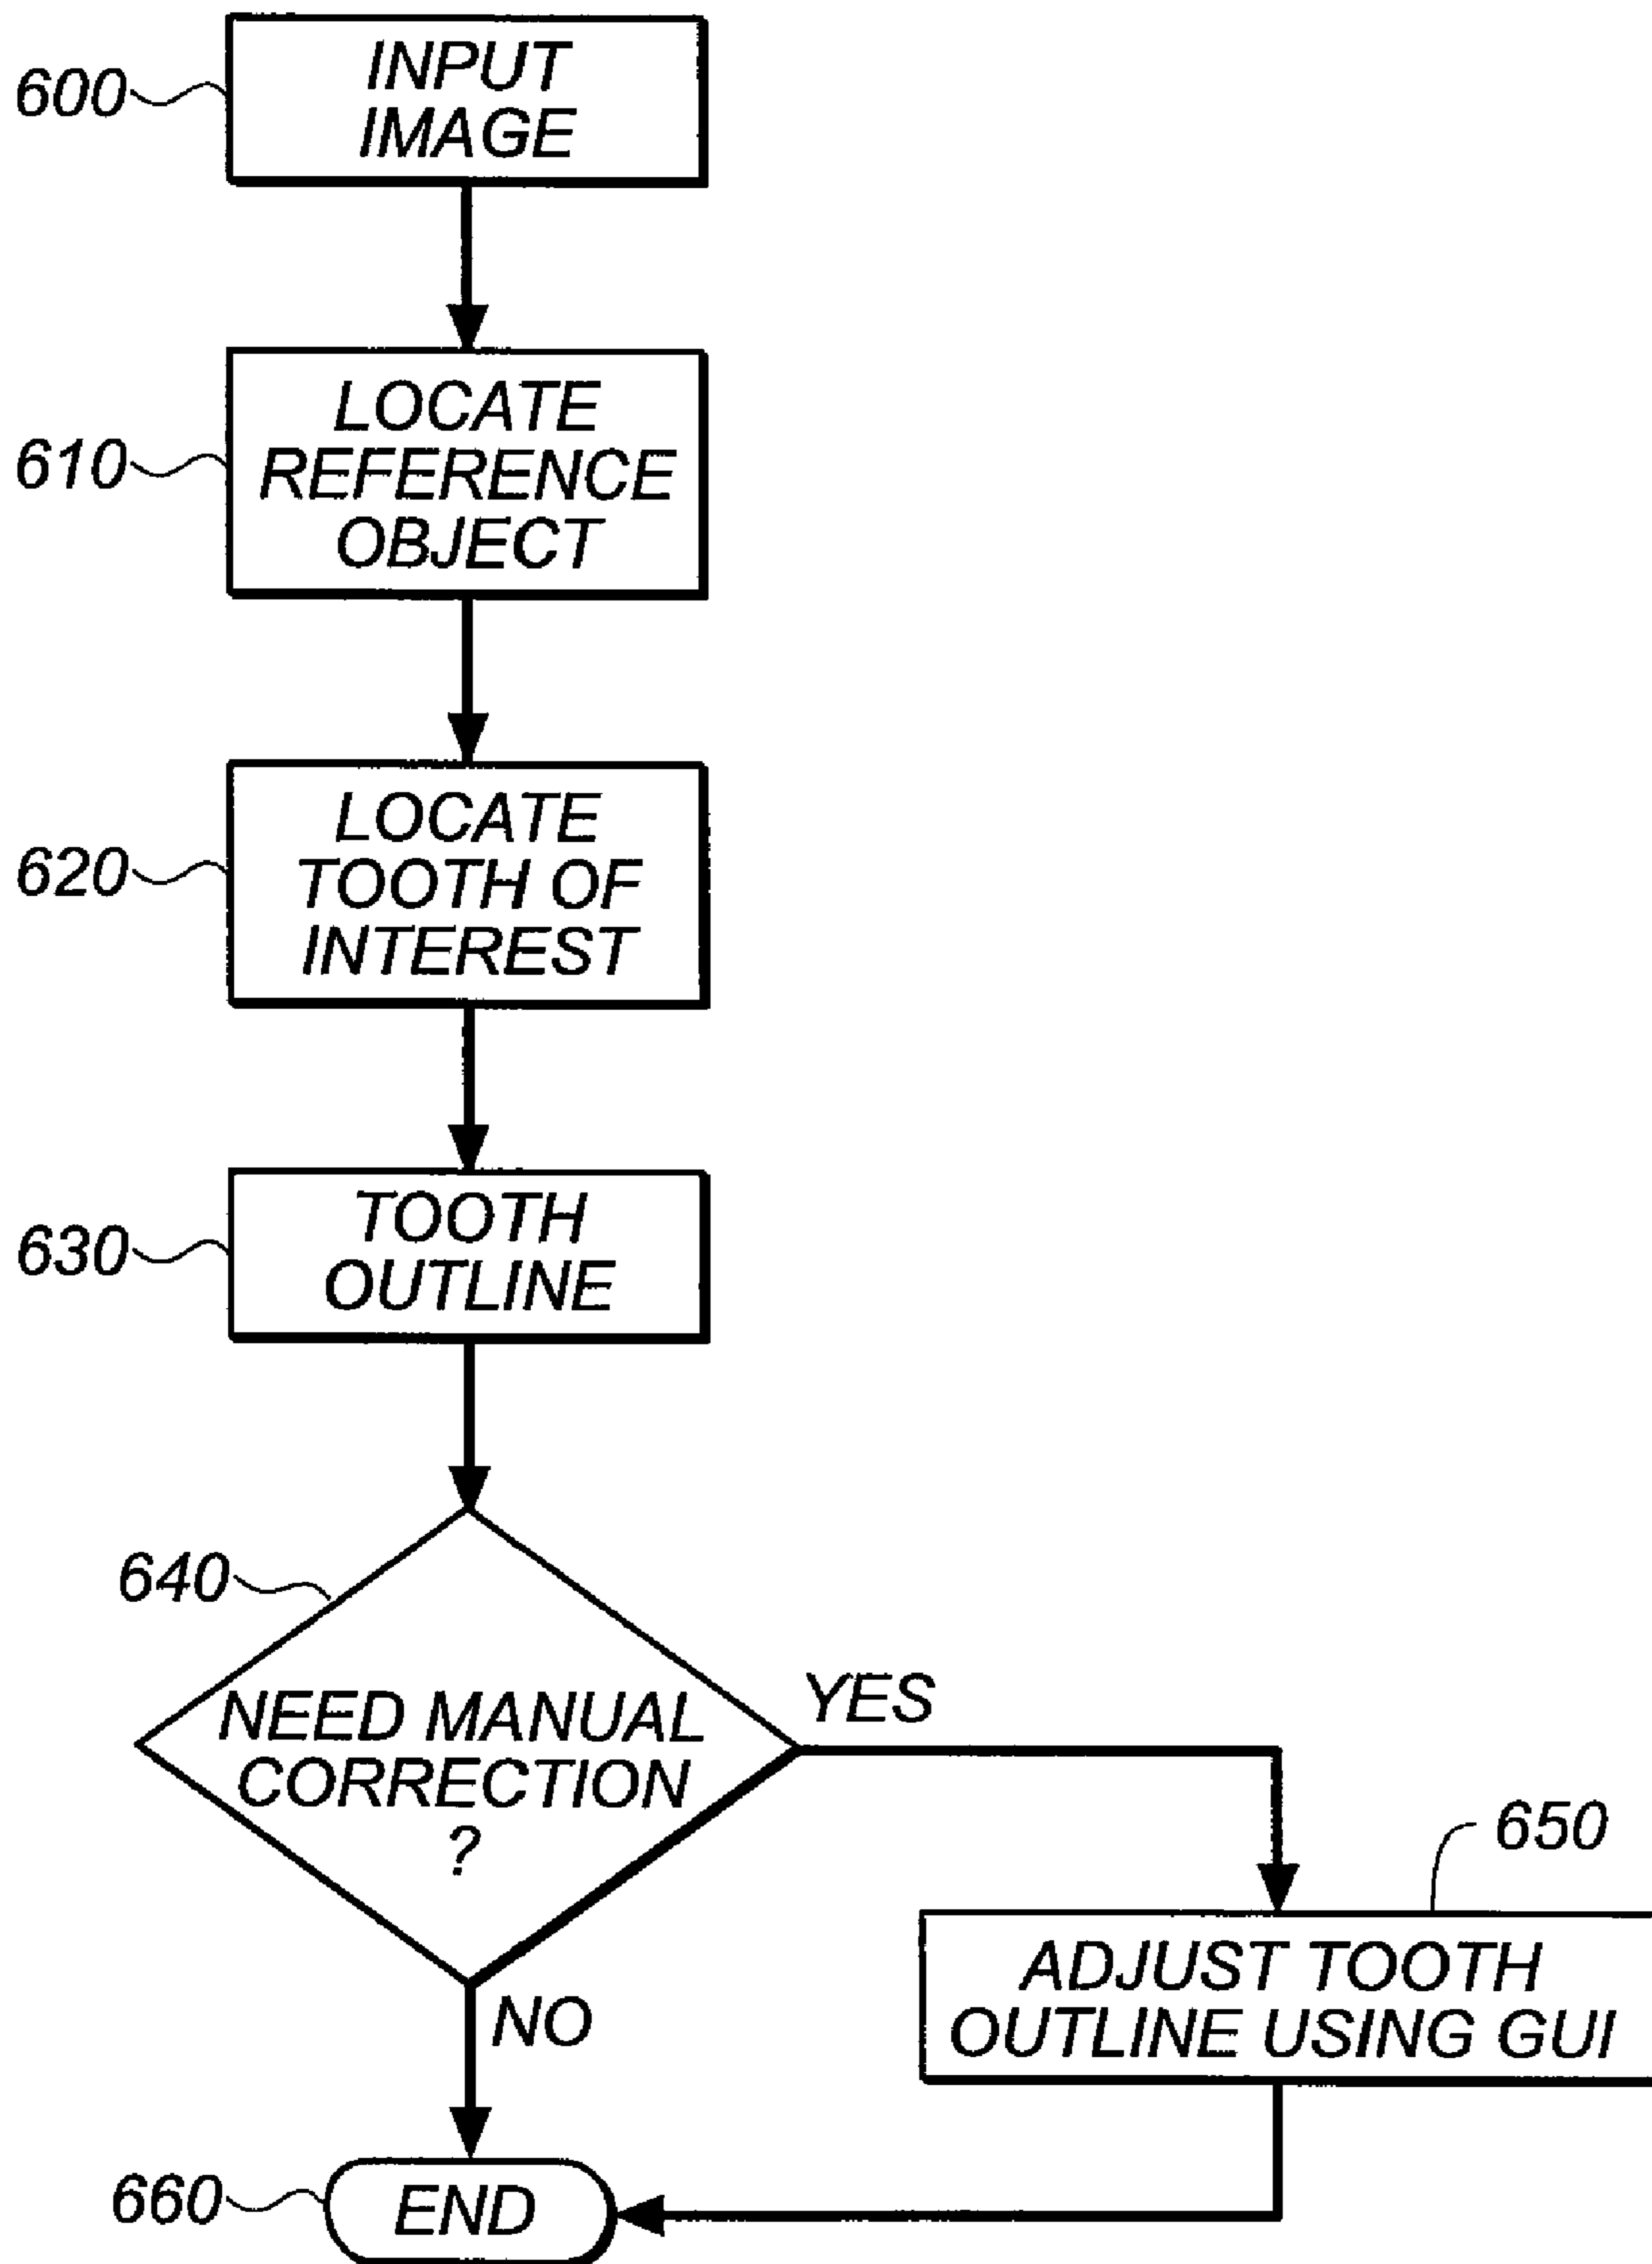 600
INPUT
IMAGE
610
LOCATE
REFERENCE
OBJECT
620
LOCATE
TOOTH OF
INTEREST
630
TOOTH
OUTLINE
640
NEED MANUAL
CORRECTION
?
YES
NO
650
ADJUST TOOTH
OUTLINE USING GUI
660
END